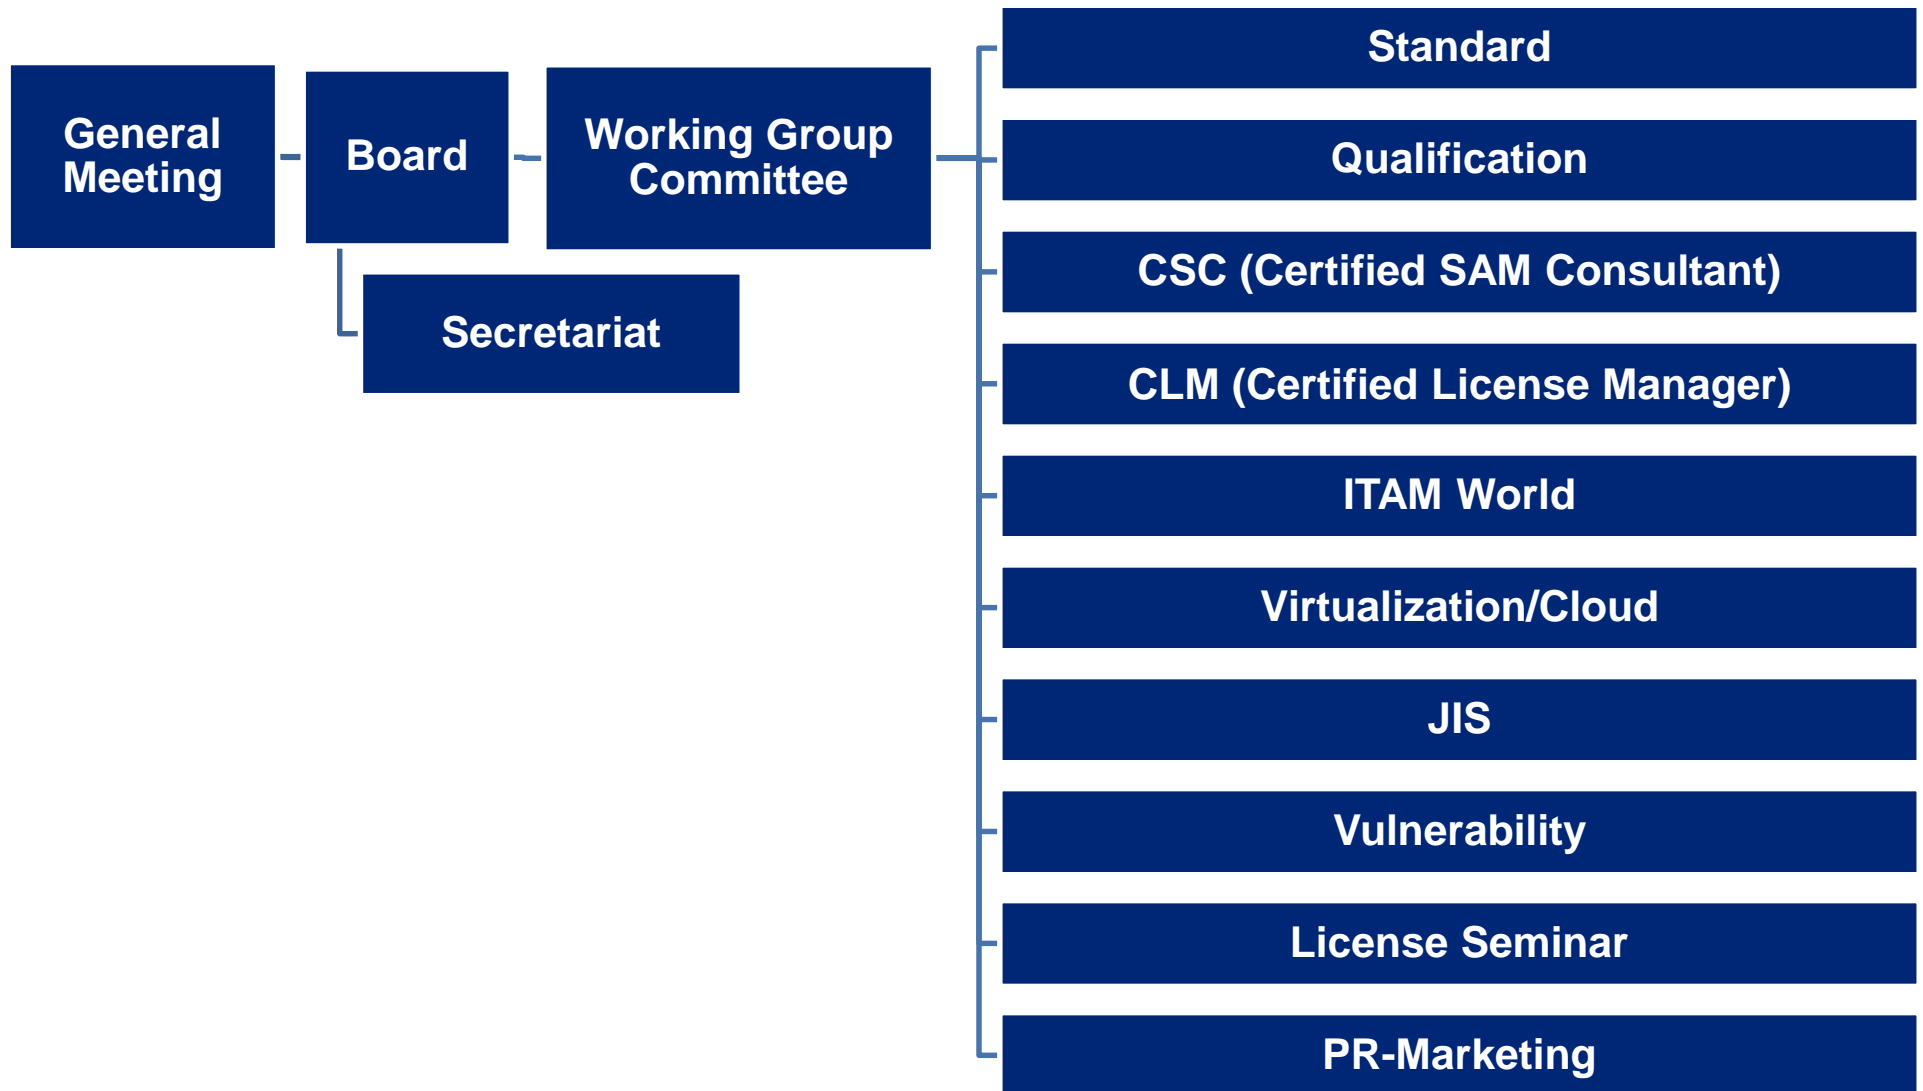 General
Meeting
Board
Working Group
Committee
Secretariat
Standard
Qualification
CSC (Certified SAM Consultant)
CLM (Certified License Manager)
ITAM World
Virtualization/Cloud
JIS
Vulnerability
License Seminar
PR-Marketing